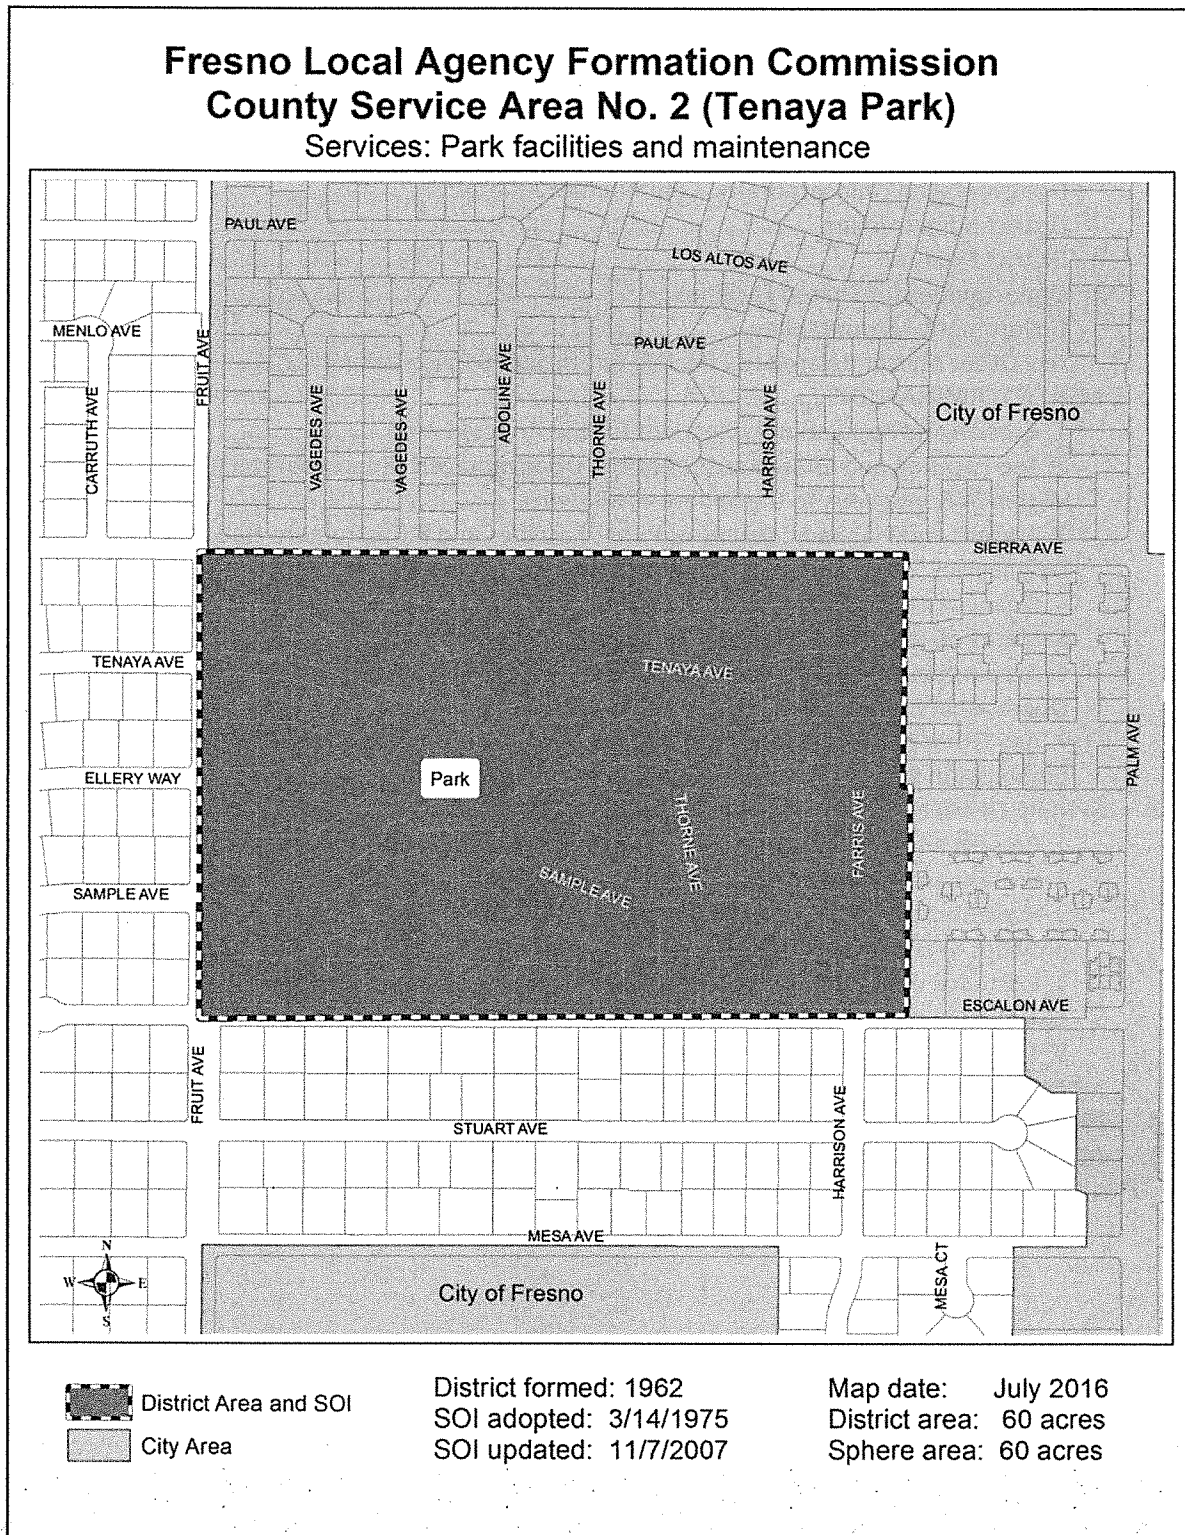 Fresno Local Agency Formation Commission
County Service Area No. 2 (Tenaya Park)
Services: Park facilities and maintenance
PAUL AVE
LOS ALTOS AVE
MENLO AVE
FRUIT AVE
PAUL AVE
CARRUTH AVE
VAGEDES AVE
VAGEDES AVE
ADOLINE AVE
THORNE AVE
HARRISON AVE
City of Fresno
SIERRA AVE
TENAYA AVE
TENAYA AVE
PALM AVE
ELLERY WAY
Park
THORNE AVE
FARRIS AVE
SAMPLE AVE
SAMPLE AVE
ESCALON AVE
FRUIT AVE
STUART AVE
HARRISON AVE
MESA AVE
N
W E
S
City of Fresno
MESA CT
District Area and SOI
City Area
District formed: 1962
SOI adopted: 3/14/1975
SOI updated: 11/7/2007
Map date: July 2016
District area: 60 acres
Sphere area: 60 acres